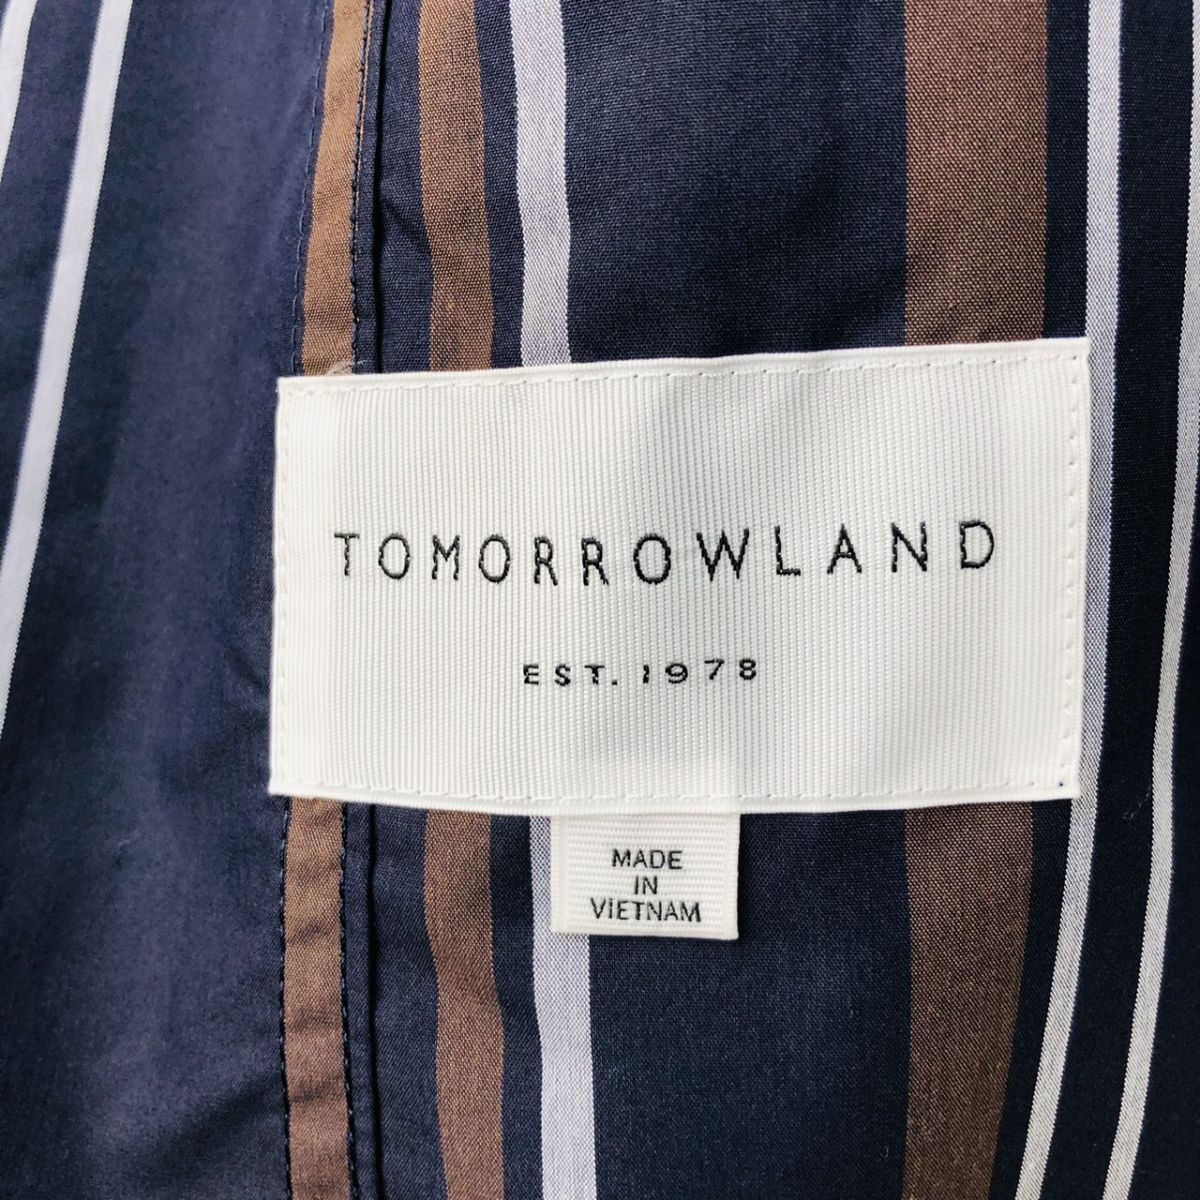 TOMORROWLAND
EST. 1978
MADE
IN
VIETNAM